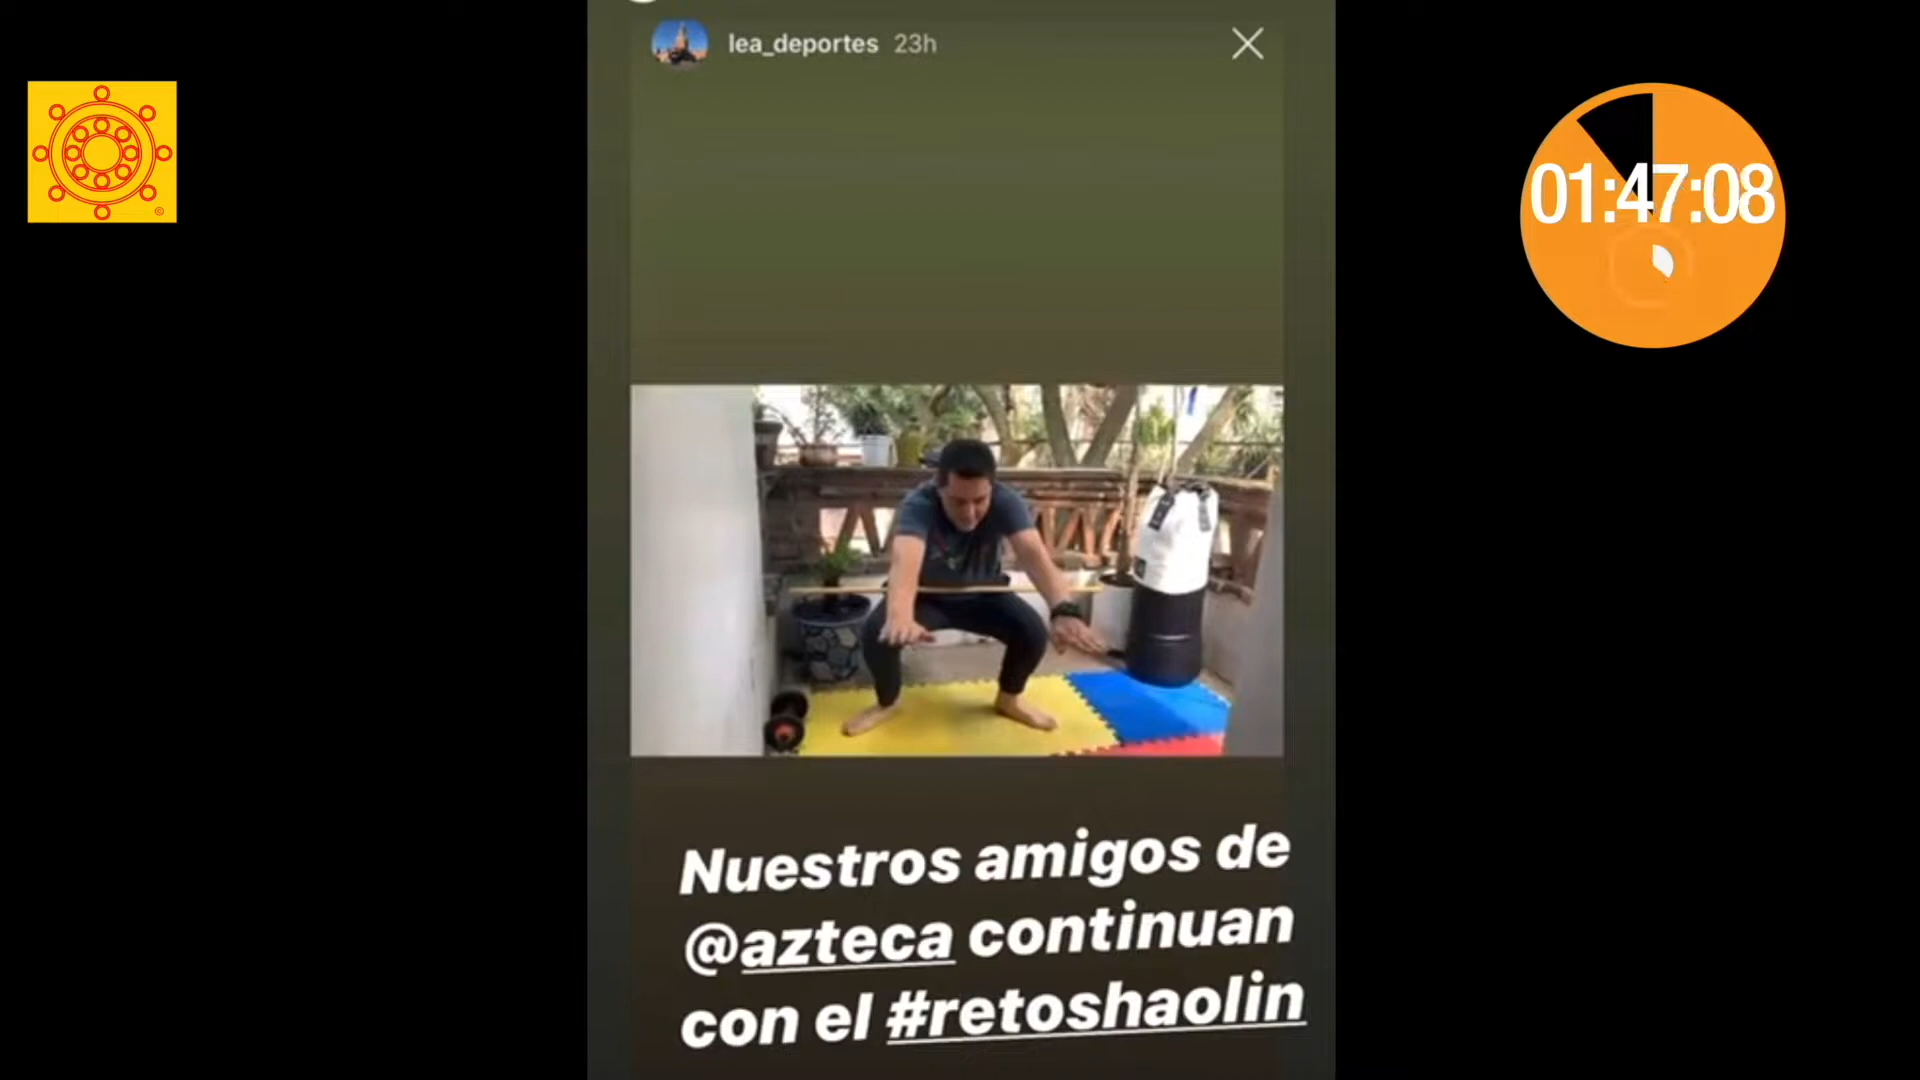 lea_deportes 23h
01:47:08
©
Nuestros amigos de
@azteca continuan
con el #retoshaolin